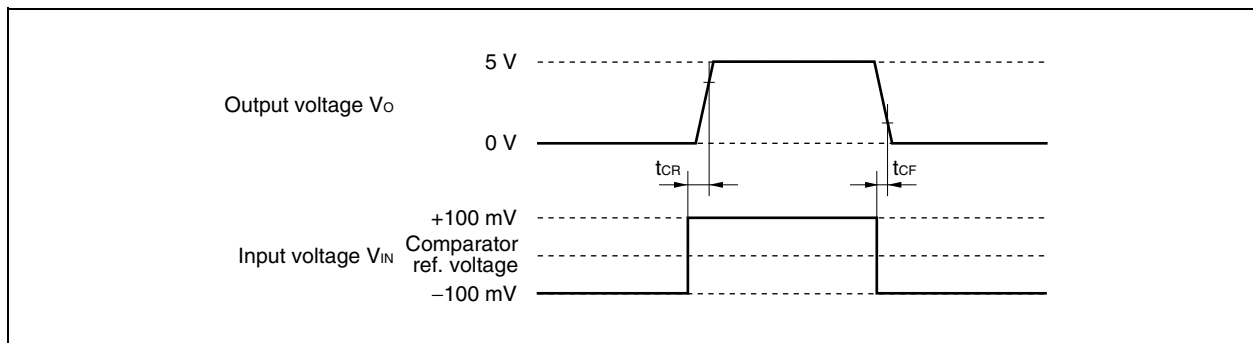 5 V
Output voltage VO
0 V
tCR
tCF
+100 mV
Input voltage VIN
Comparator
ref. voltage
−100 mV